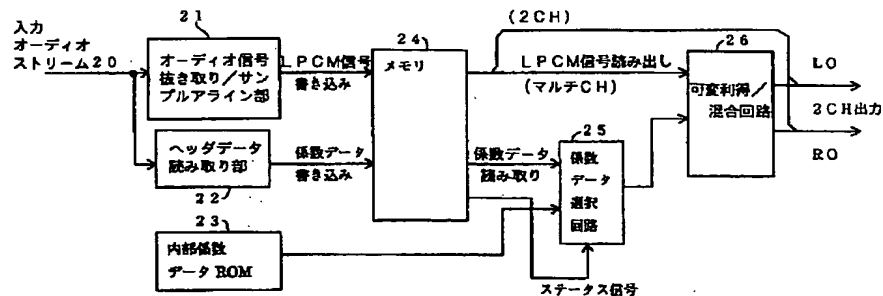 入力
オーディオ
ストリーム20
21
オーディオ信号
抜き取り/サン
プルアライン部
LPCM信号
書き込み
24
メモリ
(2CH)
LPCM信号読み出し
(マルチCH)
26
可変利得/
混合回路
LO
2CH出力
RO
ヘッダデータ
読み取り部
22
係数データ
書き込み
係数データ
読み取り
25
係数
データ
選択
回路
23
内部係数
データROM
ステータス信号